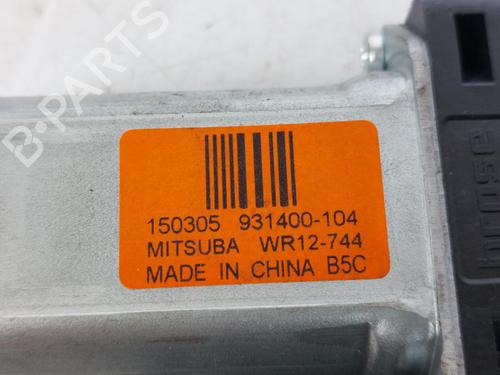 B-PARTS
150305 931400-104
MITSUBA WR12-744
MADE IN CHINA B5C